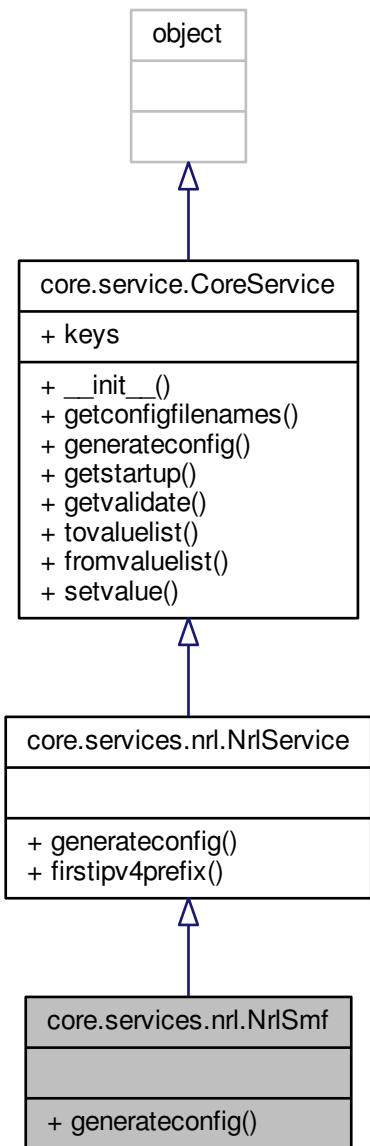 object
core.service.CoreService
+ keys
+ __init__()
+ getconfigfilenames()
+ generateconfig()
+ getstartup()
+ getvalidate()
+ tovaluelist()
+ fromvaluelist()
+ setvalue()
core.services.nrl.NrlService
+ generateconfig()
+ firstipv4prefix()
core.services.nrl.NrlSmf
+ generateconfig()